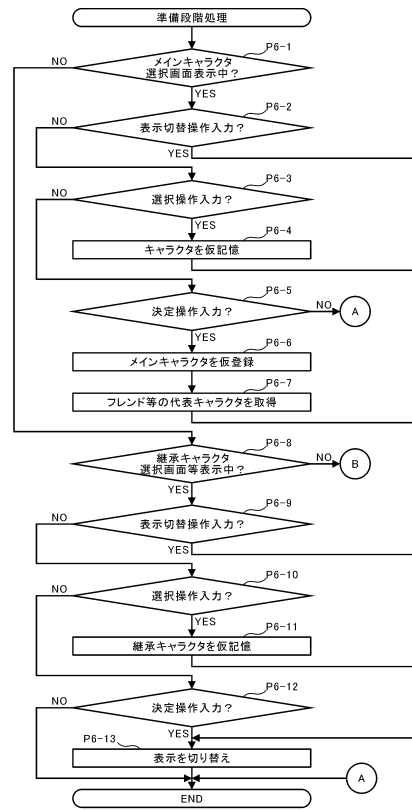 準備段階処理
P6-1
メインキャラクタ
選択画面表示中？
NO
YES
P6-2
表示切替操作入力？
NO
YES
P6-3
選択操作入力？
NO
YES
P6-4
キャラクタを仮記憶
P6-5
決定操作入力？
NO
A
YES
P6-6
メインキャラクタを仮登録
P6-7
フレンド等の代表キャラクタを取得
P6-8
継承キャラクタ
選択画面等表示中？
NO
B
YES
P6-9
表示切替操作入力？
NO
YES
P6-10
選択操作入力？
NO
YES
P6-11
継承キャラクタを仮記憶
P6-12
決定操作入力？
NO
YES
P6-13
表示を切り替え
A
END